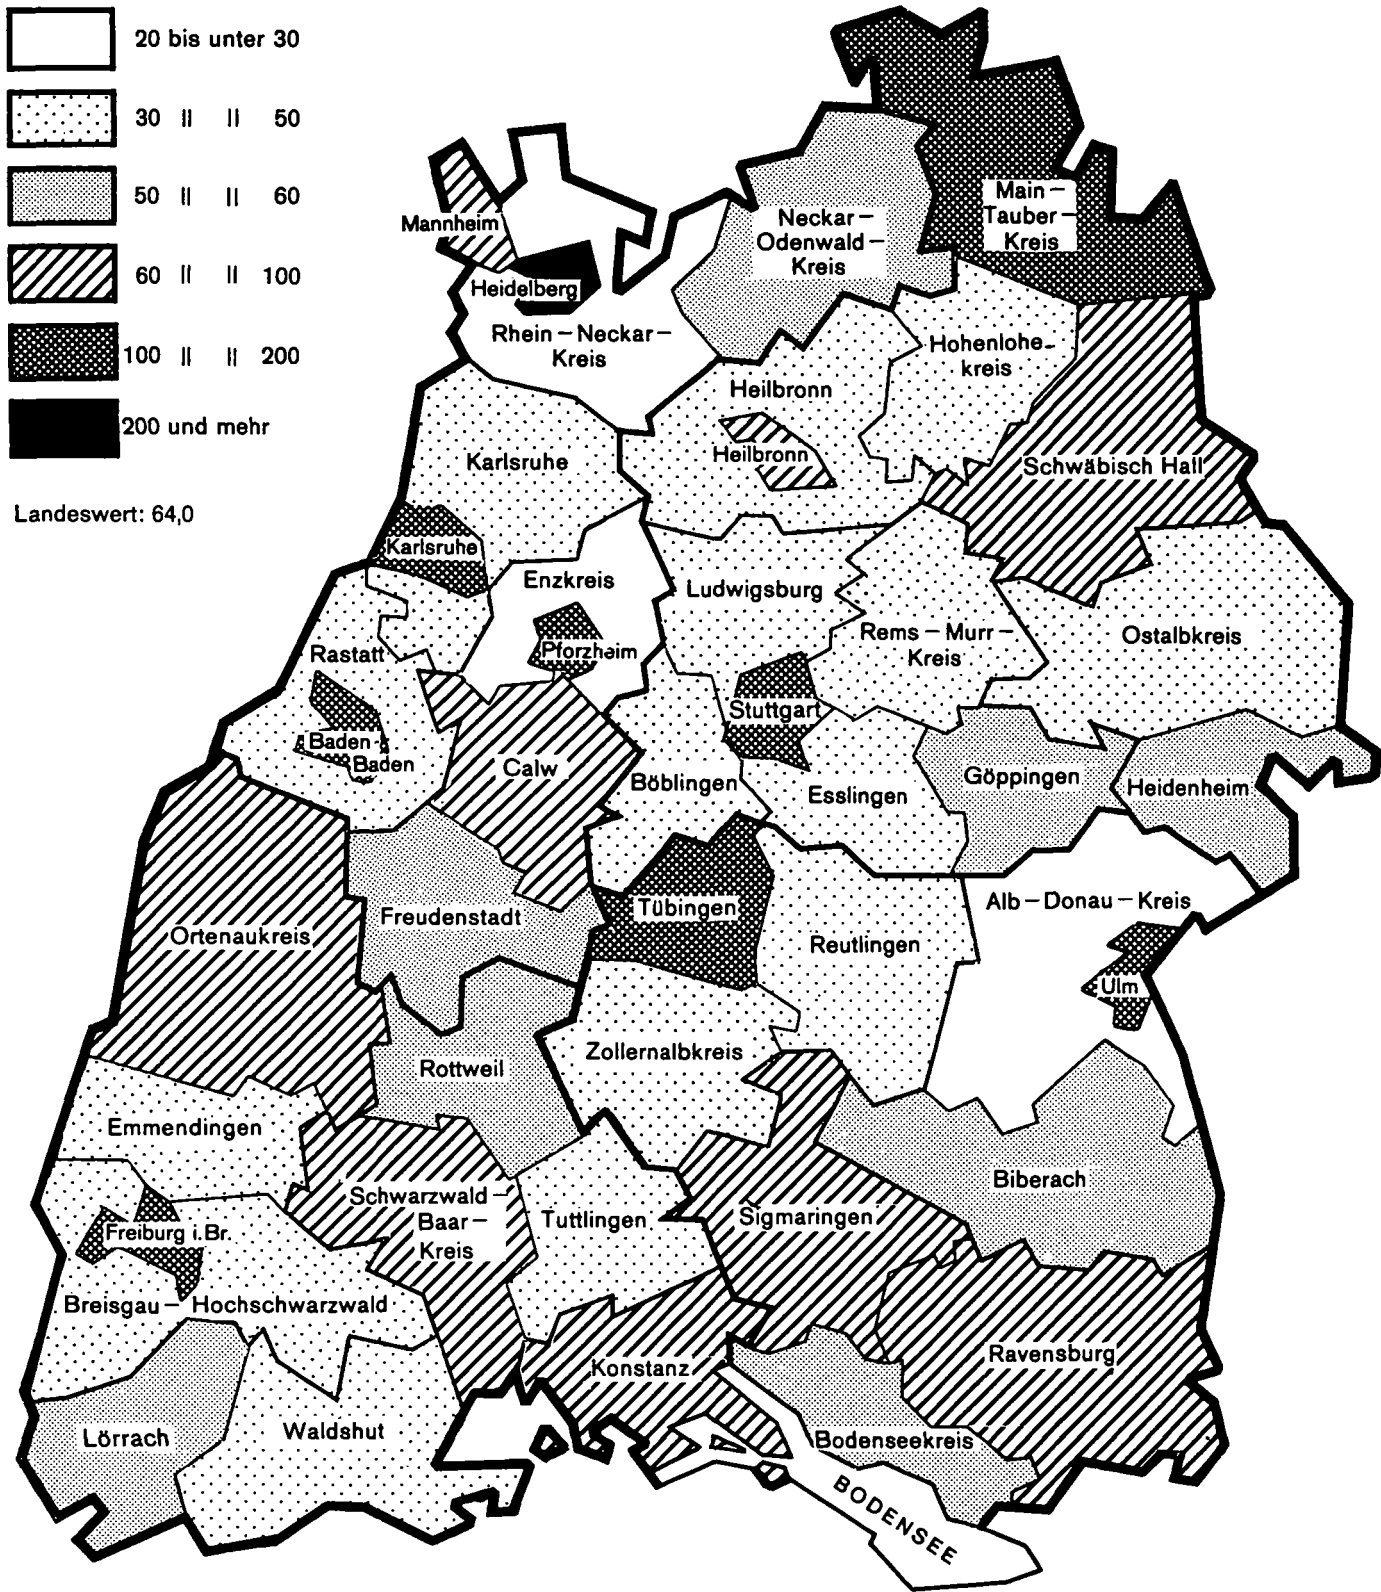 20 bis unter 30
30 " " 50
50 " " 60
60 " " 100
100 " " 200
200 und mehr
Landeswert: 64,0
Main-
Tauber-
Kreis
Neckar-
Odenwald-
Kreis
Mannheim
Heidelberg
Rhein-Neckar-
Kreis
Hohenlohe-
kreis
Heilbronn
Heilbronn
Karlsruhe
Schwäbisch Hall
Karlsruhe
Enzkreis
Ludwigsburg
Rems-Murr-
Kreis
Ostalbkreis
Pforzheim
Rastatt
Stuttgart
Baden-
Baden
Calw
Böblingen
Esslingen
Göppingen
Heidenheim
Alb-Donau-Kreis
Tübingen
Freudenstadt
Ortenaukreis
Reutlingen
Ulm
Zollernalbkreis
Rottweil
Emmendingen
Biberach
Schwarzwald-
Baar-
Kreis
Tuttlingen
Sigmaringen
Freiburg i.Br.
Breisgau-Hochschwarzwald
Ravensburg
Konstanz
Waldshut
Lörrach
Bodenseekreis
BODENSEE